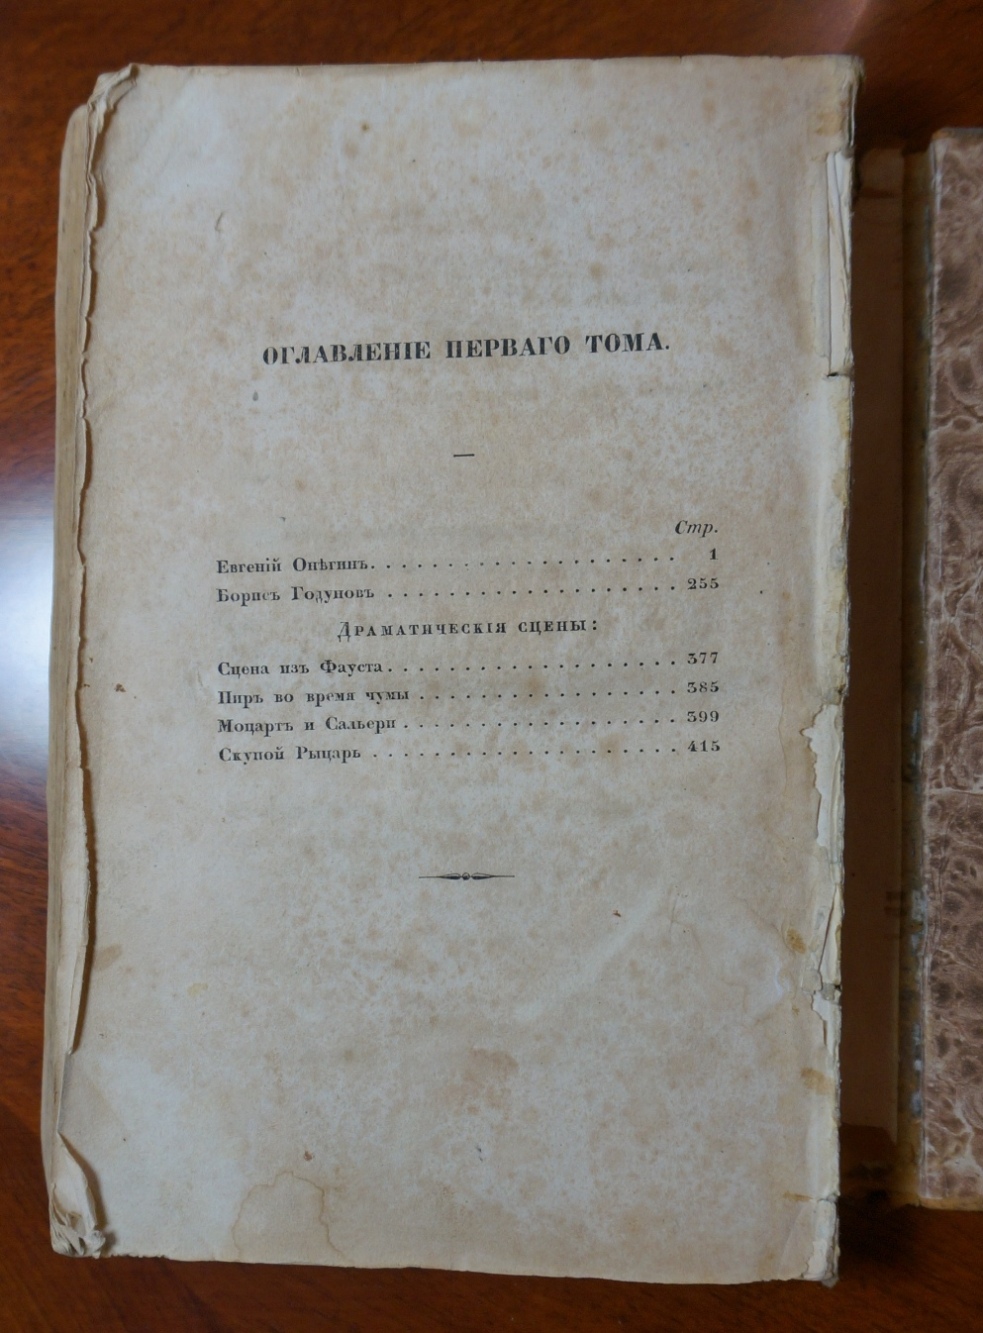 ОГЛАВЛЕНІЕ ПЕРВАГО ТОМА.
Стр.
Евгеній Онѣгинъ. . . . . . . . . . . . . . . . . . . . . . . . 1
Борисъ Годуновъ . . . . . . . . . . . . . . . . . . . . . . . 255
ДРАМАТИЧЕСКІЯ СЦЕНЫ:
Сцена изъ Фауста . . . . . . . . . . . . . . . . . . . . . . . 377
Пиръ во время чумы . . . . . . . . . . . . . . . . . . . . . 385
Моцартъ и Сальери . . . . . . . . . . . . . . . . . . . . . . 399
Скупой Рыцарь . . . . . . . . . . . . . . . . . . . . . . . . 415